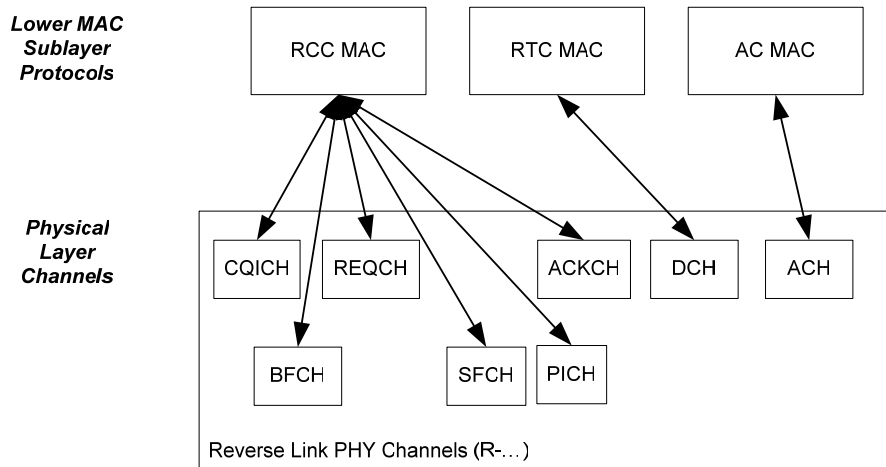 Lower MAC
Sublayer
Protocols
RCC MAC
RTC MAC
AC MAC
Physical
Layer
Channels
CQICH
REQCH
ACKCH
DCH
ACH
BFCH
SFCH
PICH
Reverse Link PHY Channels (R-…)